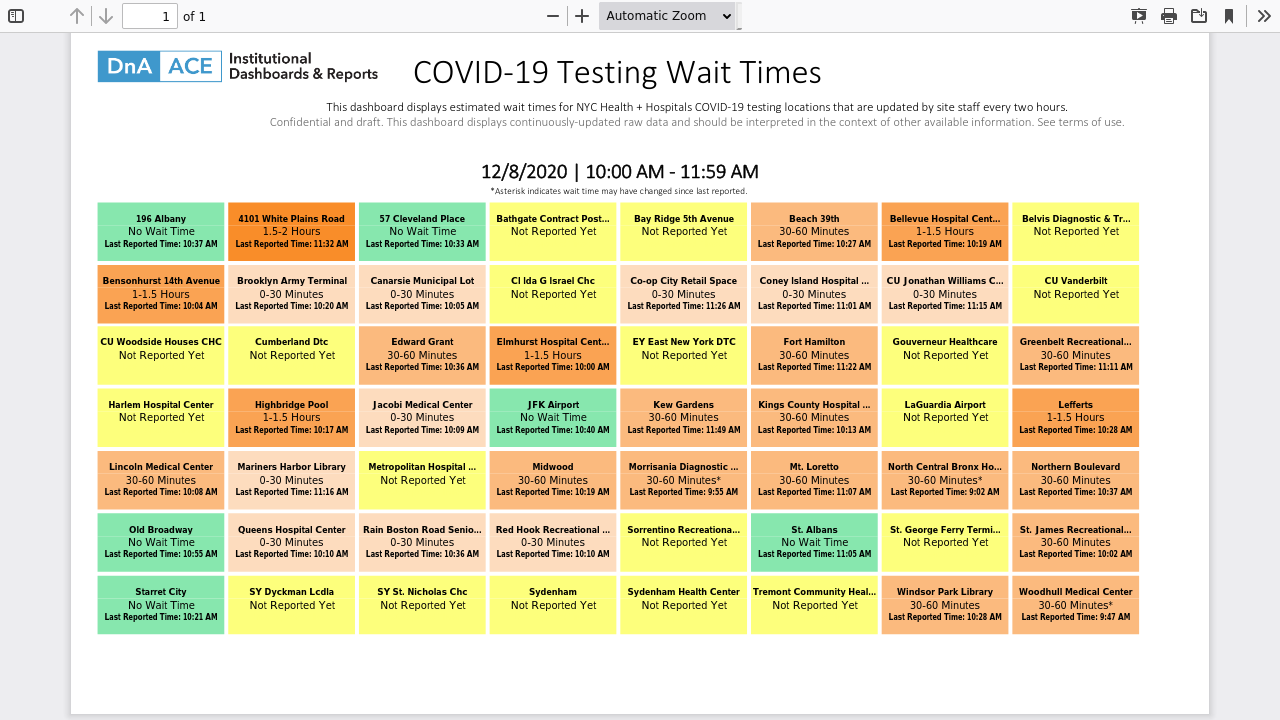 1 of 1 Automatic Zoom
DnA ACE Institutional
Dashboards & Reports
COVID-19 Testing Wait Times
This dashboard displays estimated wait times for NYC Health + Hospitals COVID-19 testing locations that are updated by site staff every two hours.
Confidential and draft. This dashboard displays continuously-updated raw data and should be interpreted in the context of other available information. See terms of use.
12/8/2020 | 10:00 AM - 11:59 AM
*Asterisk indicates wait time may have changed since last reported.
196 Albany
No Wait Time
Last Reported Time: 10:37 AM
4101 White Plains Road
1.5-2 Hours
Last Reported Time: 11:32 AM
57 Cleveland Place
No Wait Time
Last Reported Time: 10:33 AM
Bathgate Contract Post...
Not Reported Yet
Bay Ridge 5th Avenue
Not Reported Yet
Beach 39th
30-60 Minutes
Last Reported Time: 10:27 AM
Bellevue Hospital Cent...
1-1.5 Hours
Last Reported Time: 10:19 AM
Belvis Diagnostic & Tr...
Not Reported Yet
Bensonhurst 14th Avenue
1-1.5 Hours
Last Reported Time: 10:04 AM
Brooklyn Army Terminal
0-30 Minutes
Last Reported Time: 10:20 AM
Canarsie Municipal Lot
0-30 Minutes
Last Reported Time: 10:05 AM
CI Ida G Israel Chc
Not Reported Yet
Co-op City Retail Space
0-30 Minutes
Last Reported Time: 11:26 AM
Coney Island Hospital ...
0-30 Minutes
Last Reported Time: 11:01 AM
CU Jonathan Williams C...
0-30 Minutes
Last Reported Time: 11:15 AM
CU Vanderbilt
Not Reported Yet
CU Woodside Houses CHC
Not Reported Yet
Cumberland Dtc
Not Reported Yet
Edward Grant
30-60 Minutes
Last Reported Time: 10:36 AM
Elmhurst Hospital Cent...
1-1.5 Hours
Last Reported Time: 10:00 AM
EY East New York DTC
Not Reported Yet
Fort Hamilton
30-60 Minutes
Last Reported Time: 11:22 AM
Gouverneur Healthcare
Not Reported Yet
Greenbelt Recreational...
30-60 Minutes
Last Reported Time: 11:11 AM
Harlem Hospital Center
Not Reported Yet
Highbridge Pool
1-1.5 Hours
Last Reported Time: 10:17 AM
Jacobi Medical Center
0-30 Minutes
Last Reported Time: 10:09 AM
JFK Airport
No Wait Time
Last Reported Time: 10:40 AM
Kew Gardens
30-60 Minutes
Last Reported Time: 11:49 AM
Kings County Hospital ...
30-60 Minutes
Last Reported Time: 10:13 AM
LaGuardia Airport
Not Reported Yet
Lefferts
1-1.5 Hours
Last Reported Time: 10:28 AM
Lincoln Medical Center
30-60 Minutes
Last Reported Time: 10:08 AM
Mariners Harbor Library
0-30 Minutes
Last Reported Time: 11:16 AM
Metropolitan Hospital ...
Not Reported Yet
Midwood
30-60 Minutes
Last Reported Time: 10:19 AM
Morrisania Diagnostic ...
30-60 Minutes*
Last Reported Time: 9:55 AM
Mt. Loretto
30-60 Minutes
Last Reported Time: 11:07 AM
North Central Bronx Ho...
30-60 Minutes*
Last Reported Time: 9:02 AM
Northern Boulevard
30-60 Minutes
Last Reported Time: 10:37 AM
Old Broadway
No Wait Time
Last Reported Time: 10:55 AM
Queens Hospital Center
0-30 Minutes
Last Reported Time: 10:10 AM
Rain Boston Road Senio...
0-30 Minutes
Last Reported Time: 10:36 AM
Red Hook Recreational ...
0-30 Minutes
Last Reported Time: 10:10 AM
Sorrentino Recreationa...
Not Reported Yet
St. Albans
No Wait Time
Last Reported Time: 11:05 AM
St. George Ferry Termi...
Not Reported Yet
St. James Recreational...
30-60 Minutes
Last Reported Time: 10:02 AM
Starret City
No Wait Time
Last Reported Time: 10:21 AM
SY Dyckman Lcdla
Not Reported Yet
SY St. Nicholas Chc
Not Reported Yet
Sydenham
Not Reported Yet
Sydenham Health Center
Not Reported Yet
Tremont Community Heal...
Not Reported Yet
Windsor Park Library
30-60 Minutes
Last Reported Time: 10:28 AM
Woodhull Medical Center
30-60 Minutes*
Last Reported Time: 9:47 AM